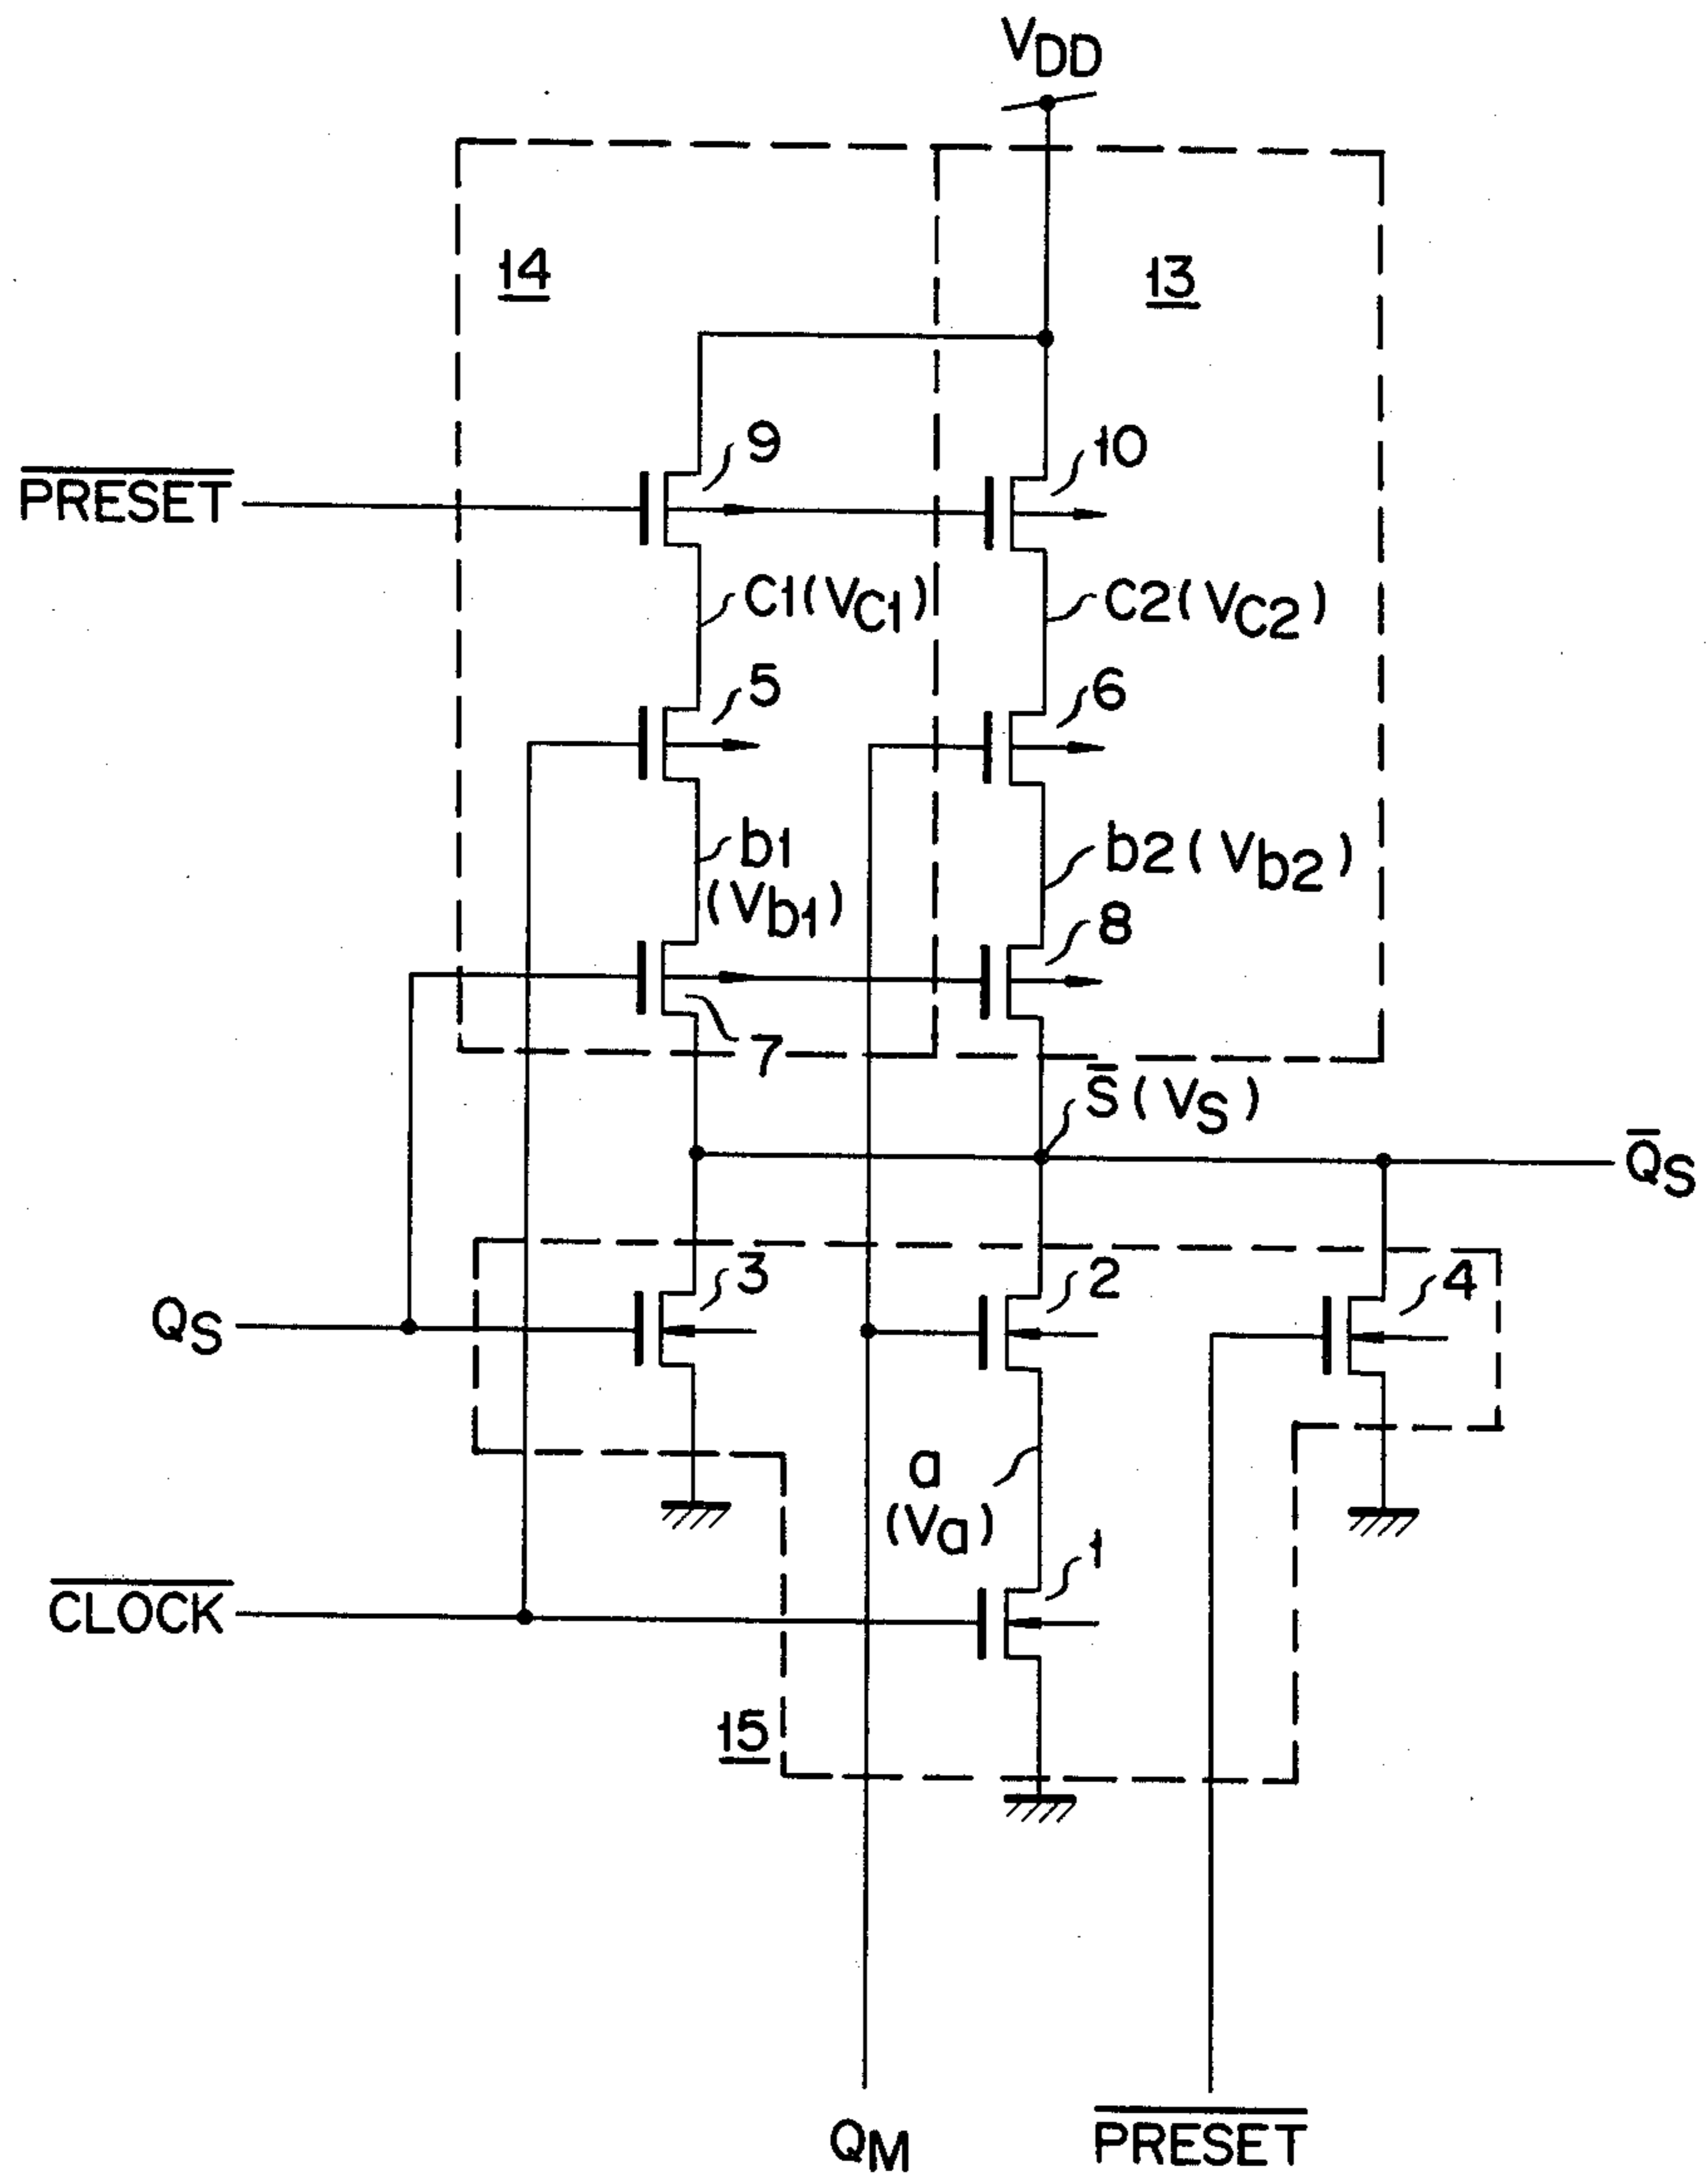 VDD
14
13
9
10
PRESET
C1(VC1)
C2(VC2)
5
6
b1
(Vb1)
b2(Vb2)
8
7
S̅(VS)
Q̅S
3
2
4
QS
a
(Va)
1
CLOCK
15
QM
PRESET